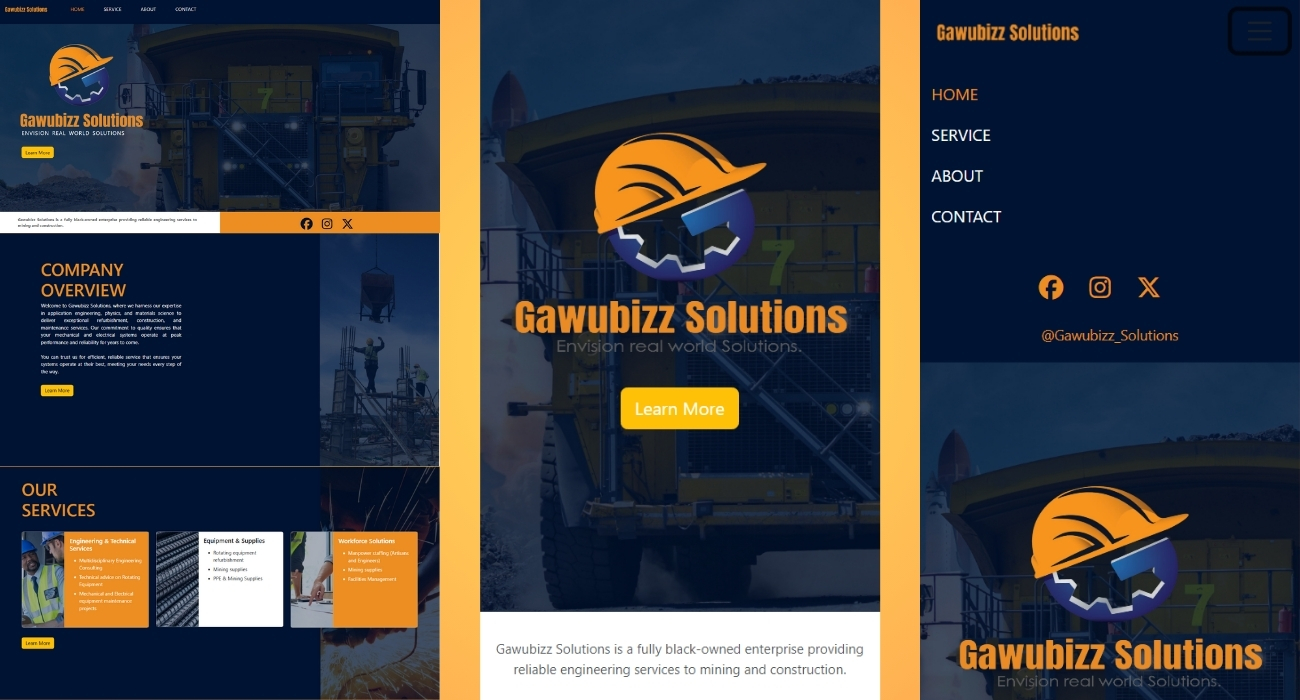 Gawubizz Solutions
HOME SERVICE ABOUT CONTACT
7
Gawubizz Solutions
ENVISION REAL WORLD SOLUTIONS
Learn More
Gawubizz Solutions is a fully black-owned enterprise providing reliable engineering services to
mining and construction.
COMPANY
OVERVIEW
Welcome to Gawubizz Solutions, where we harness our expertise
in application engineering, physics, and materials science to
deliver exceptional refurbishment, construction, and
maintenance services. Our commitment to quality ensures that
your mechanical and electrical systems operate at peak
performance and reliability for years to come.
You can trust us for efficient, reliable service that ensures your
systems operate at their best, meeting your needs every step of
the way.
Learn More
OUR
SERVICES
Engineering & Technical
Services
Multidisciplinary Engineering
Consulting
Technical advice on Rotating
Equipment
Mechanical and Electrical
equipment maintenance
projects
Equipment & Supplies
Rotating equipment
refurbishment
Mining supplies
PPE & Mining Supplies
Workforce Solutions
Manpower staffing (Artisans
and Engineers)
Mining supplies
Facilities Management
Learn More
7
Gawubizz Solutions
Envision real world Solutions.
Learn More
Gawubizz Solutions is a fully black-owned enterprise providing
reliable engineering services to mining and construction.
Gawubizz Solutions
HOME
SERVICE
ABOUT
CONTACT
@Gawubizz_Solutions
7
Gawubizz Solutions
Envision real world Solutions.